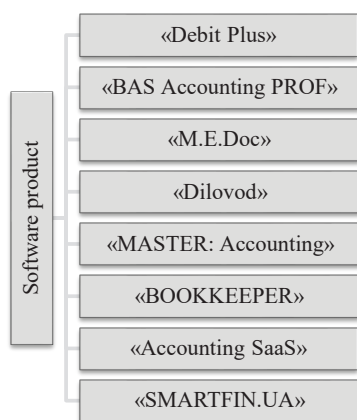 Software product
«Debit Plus»
«BAS Accounting PROF»
«M.E.Doc»
«Dilovod»
«MASTER: Accounting»
«BOOKKEEPER»
«Accounting SaaS»
«SMARTFIN.UA»